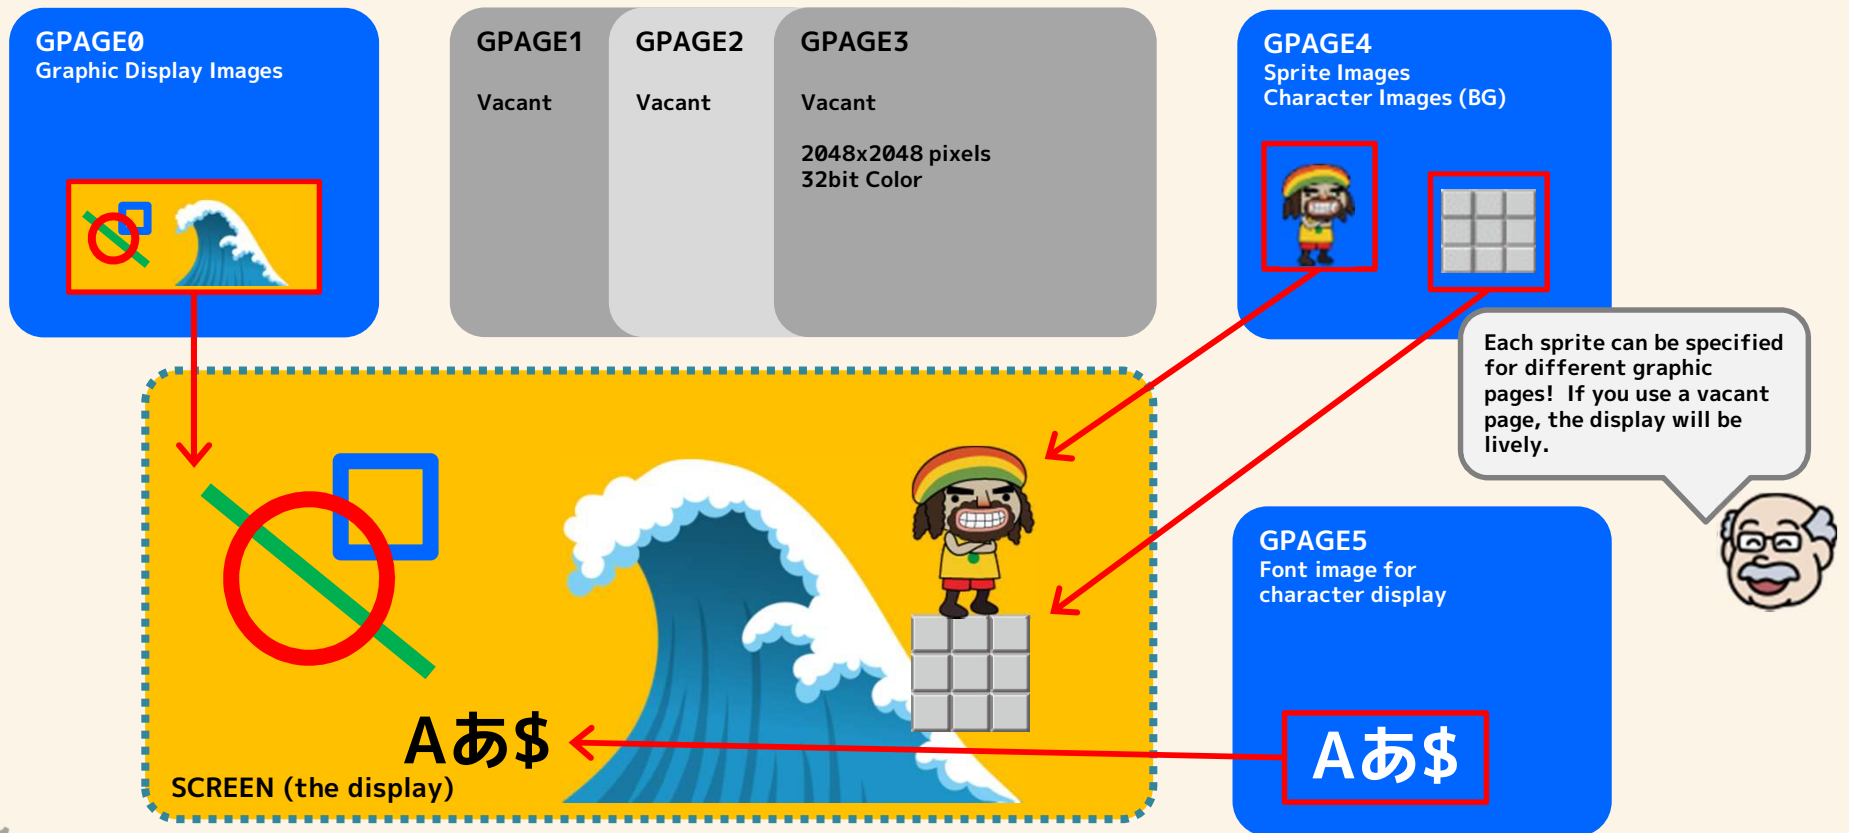 GPAGE0
Graphic Display Images
GPAGE1
Vacant
GPAGE2
Vacant
GPAGE3
Vacant
2048x2048 pixels
32bit Color
GPAGE4
Sprite Images
Character Images (BG)
Each sprite can be specified
for different graphic
pages!  If you use a vacant
page, the display will be
lively.
GPAGE5
Font image for
character display
Aあ$
Aあ$
SCREEN (the display)